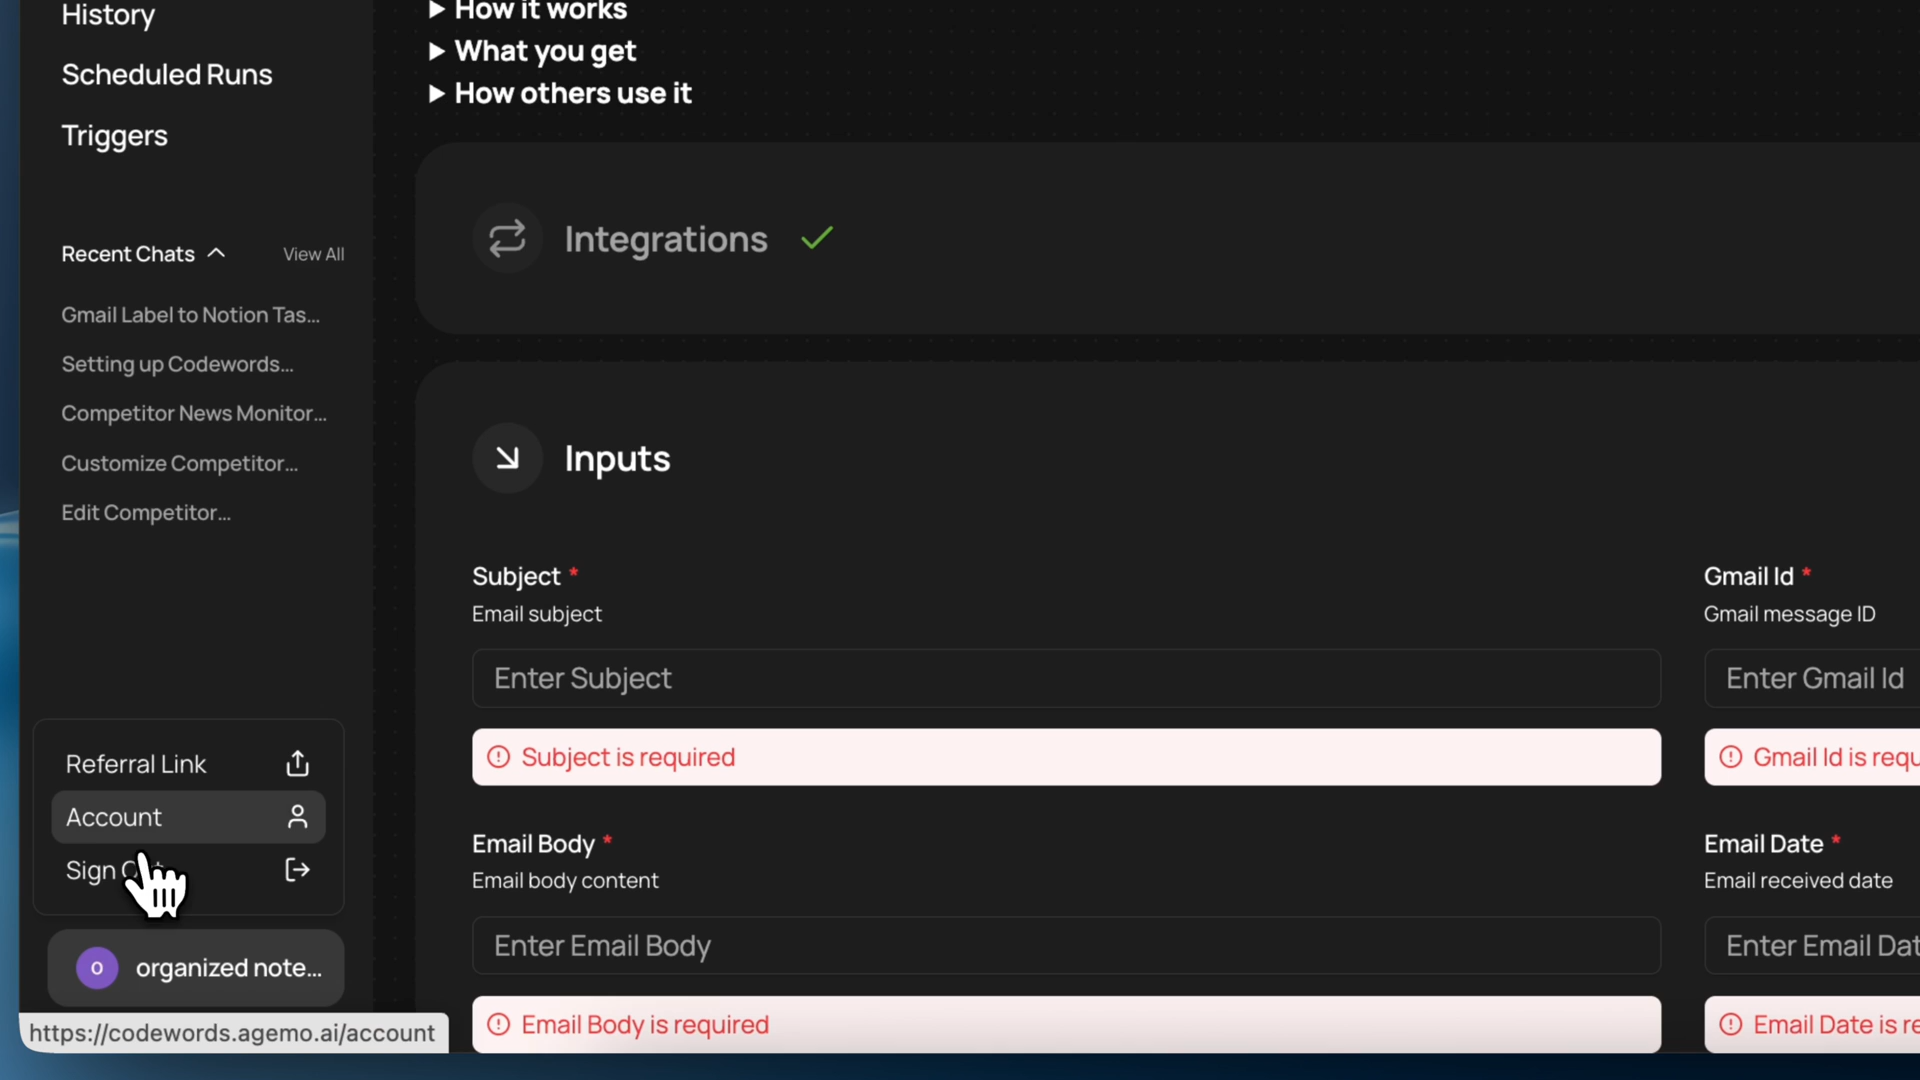 History
Scheduled Runs
Triggers
Recent Chats
View All
Gmail Label to Notion Tas...
Setting up Codewords...
Competitor News Monitor...
Customize Competitor...
Edit Competitor...
Referral Link
Account
Sign
organized note...
https://codewords.agemo.ai/account
How it works
What you get
How others use it
Integrations
Inputs
Subject *
Email subject
Enter Subject
Subject is required
Gmail Id *
Gmail message ID
Enter Gmail Id
Gmail Id is requ
Email Body *
Email body content
Enter Email Body
Email Body is required
Email Date *
Email received date
Enter Email Dat
Email Date is re